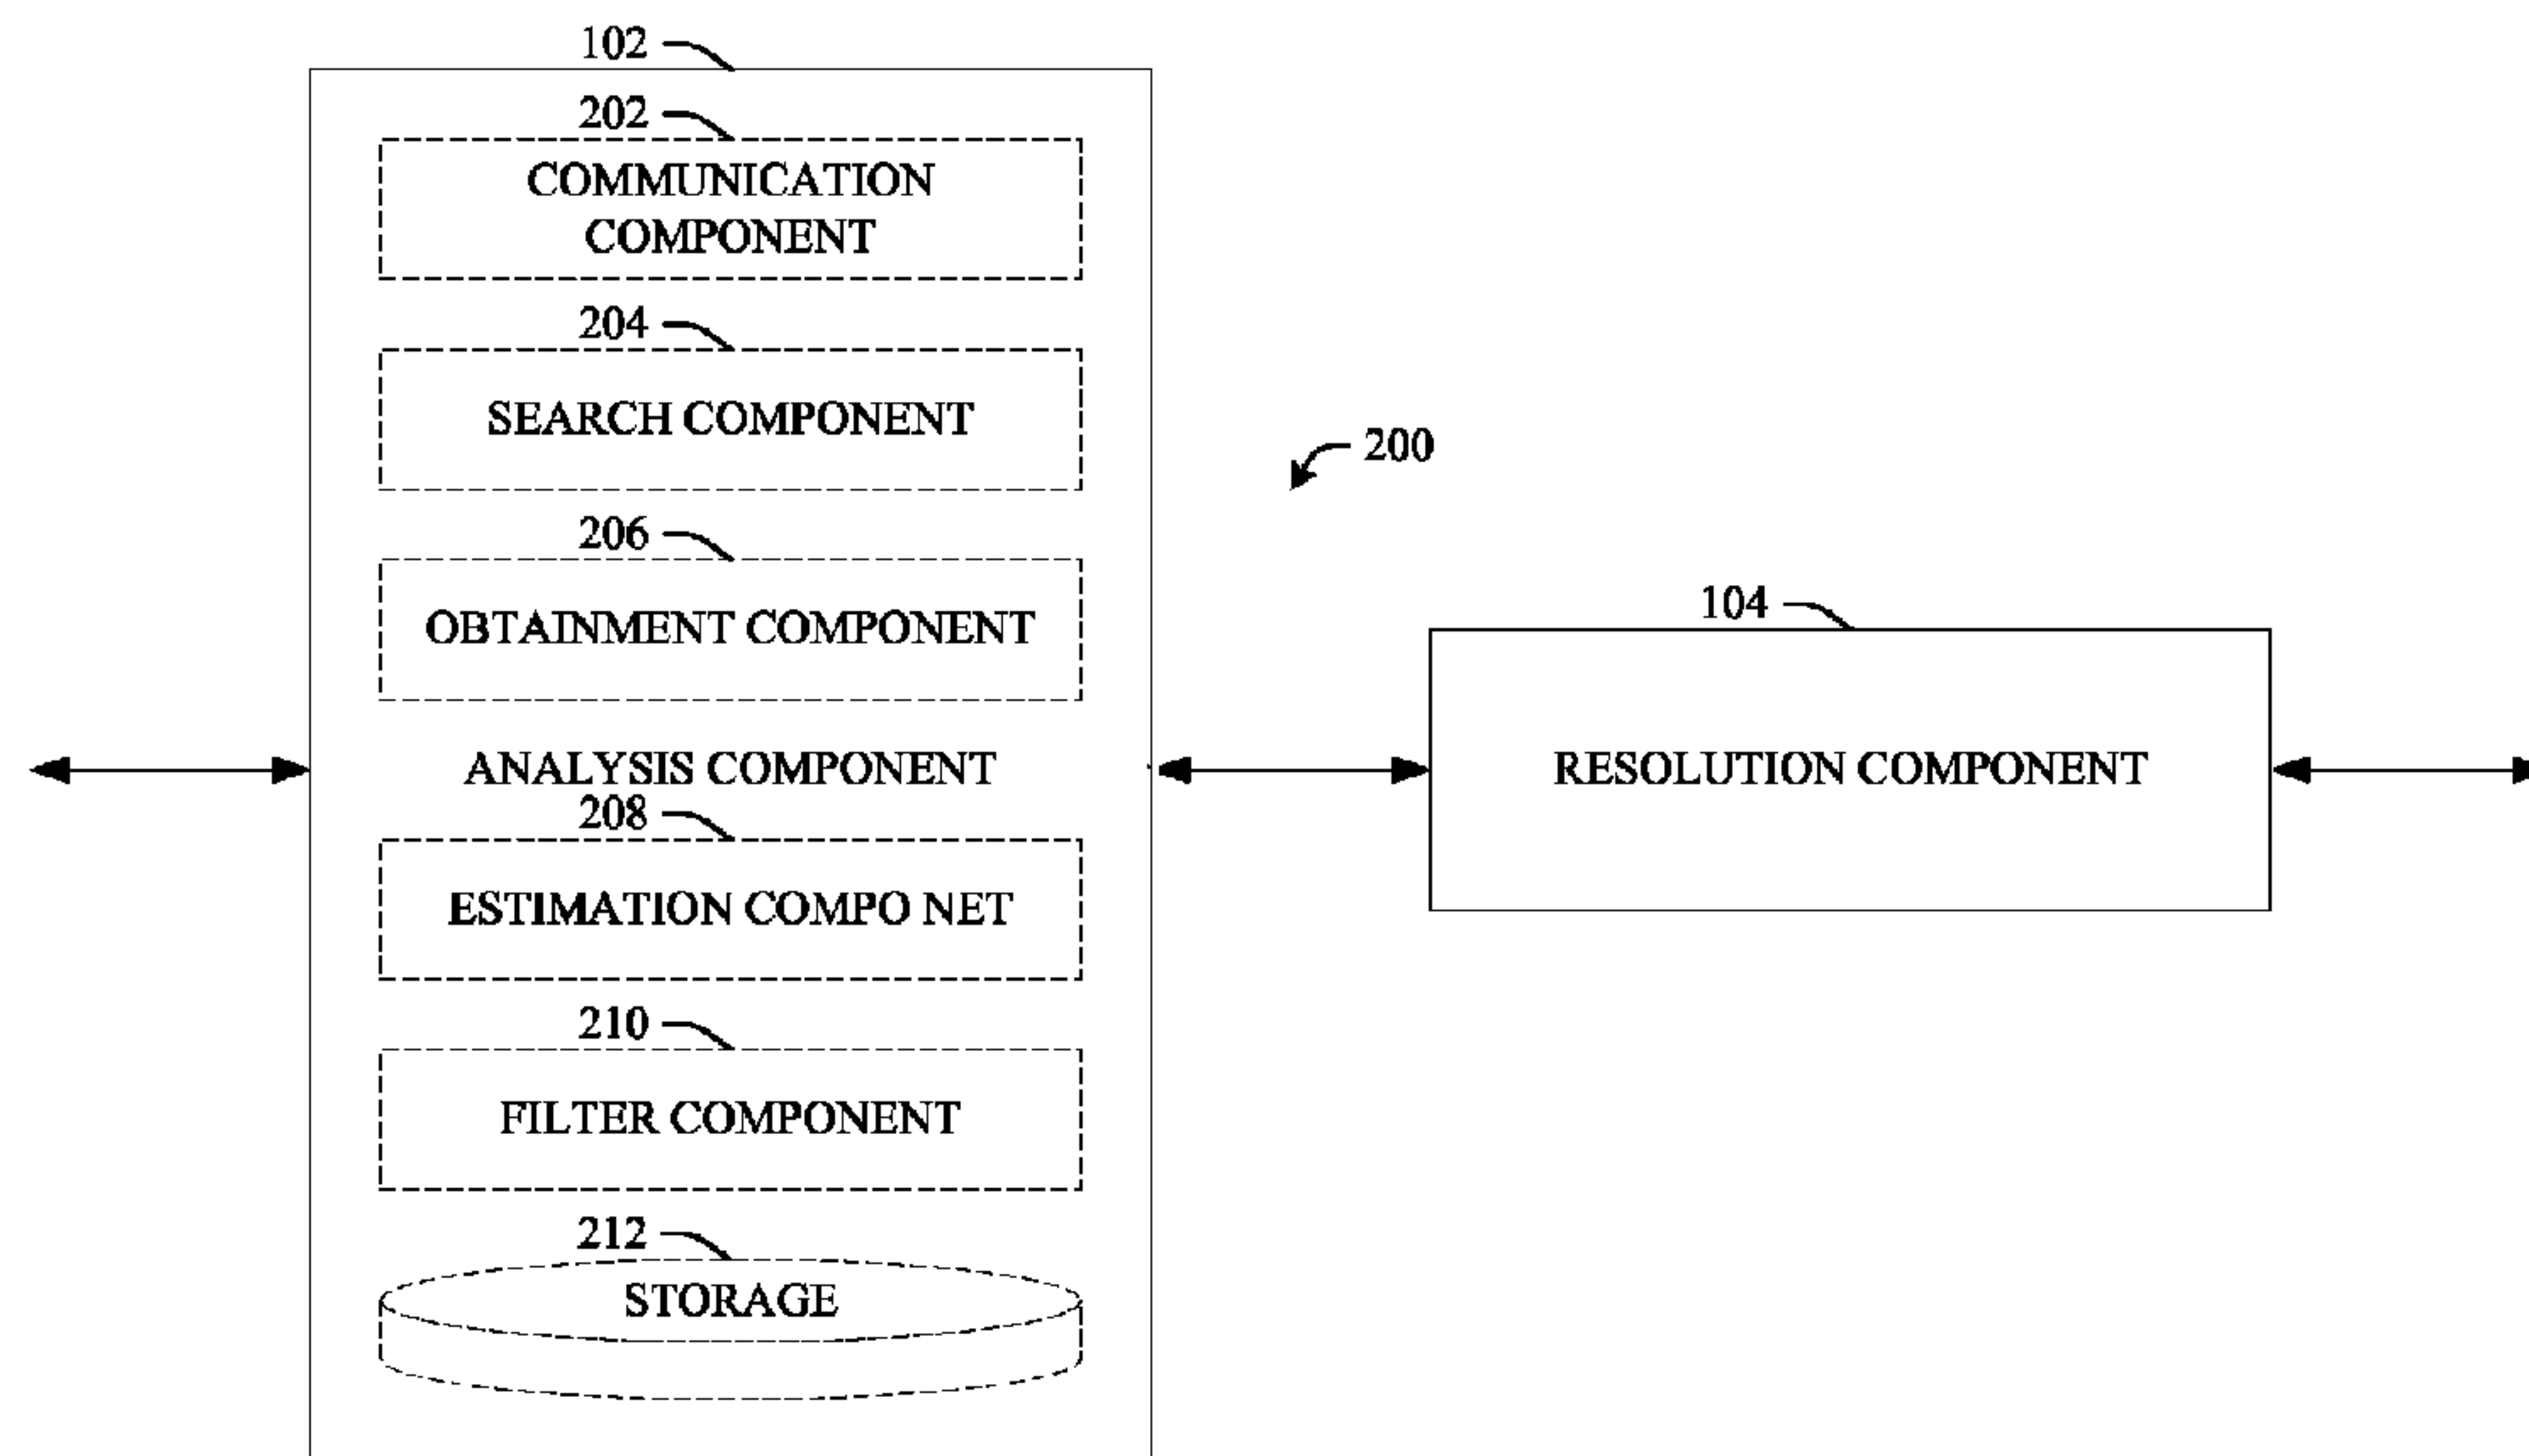 102
202
COMMUNICATION
COMPONENT
204
SEARCH COMPONENT
200
206
OBTAINMENT COMPONENT
104
ANALYSIS COMPONENT
RESOLUTION COMPONENT
208
ESTIMATION COMPO NET
210
FILTER COMPONENT
212
STORAGE